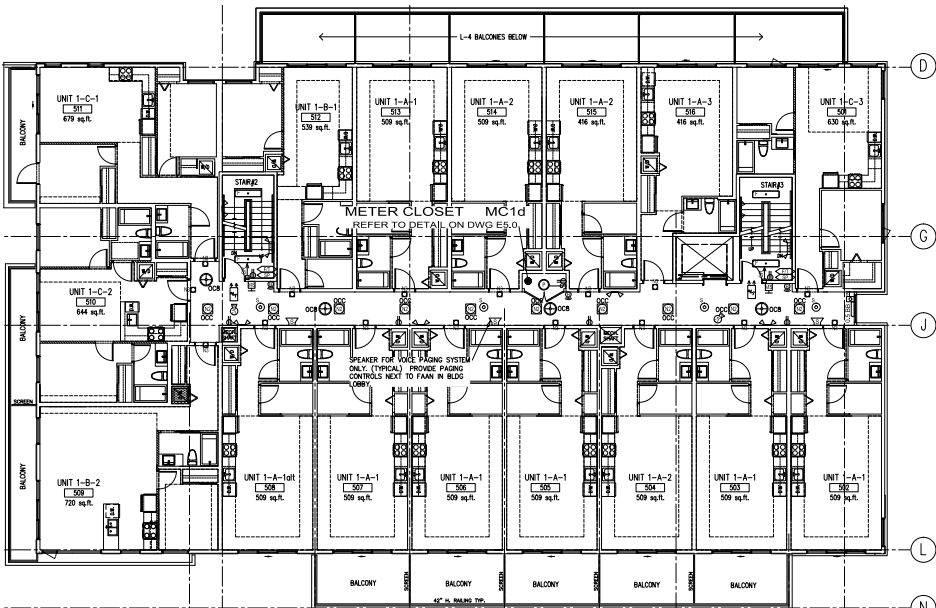 L-4 BALCONIES BELOW
D
UNIT 1-C-1
511
679 sq.ft.
UNIT 1-B-1
512
539 sq.ft.
UNIT 1-A-1
513
509 sq.ft.
UNIT 1-A-2
514
509 sq.ft.
UNIT 1-A-2
515
416 sq.ft.
UNIT 1-A-3
516
416 sq.ft.
UNIT 1-C-3
501
630 sq.ft.
BALCONY
STAIR#2
STAIR#3
METER CLOSET MC1d
REFER TO DETAIL ON DWG E5.0
G
UNIT 1-C-2
510
644 sq.ft.
BALCONY
OCB
OCC
OCC
OCB
OCC
OCC
OCB
OCC
J
SPEAKER FOR VOICE PAGING SYSTEM
ONLY. (TYPICAL) PROVIDE PAGING
CONTROLS NEXT TO FAAN IN BLDG
LOBBY.
SCREEN
BALCONY
UNIT 1-B-2
509
720 sq.ft.
UNIT 1-A-1alt
508
509 sq.ft.
UNIT 1-A-1
507
509 sq.ft.
UNIT 1-A-1
506
509 sq.ft.
UNIT 1-A-1
505
509 sq.ft.
UNIT 1-A-2
504
509 sq.ft.
UNIT 1-A-1
503
509 sq.ft.
UNIT 1-A-1
502
509 sq.ft.
L
BALCONY
SCREEN
BALCONY
SCREEN
BALCONY
SCREEN
BALCONY
SCREEN
BALCONY
42" H. RAILING TYP.
N